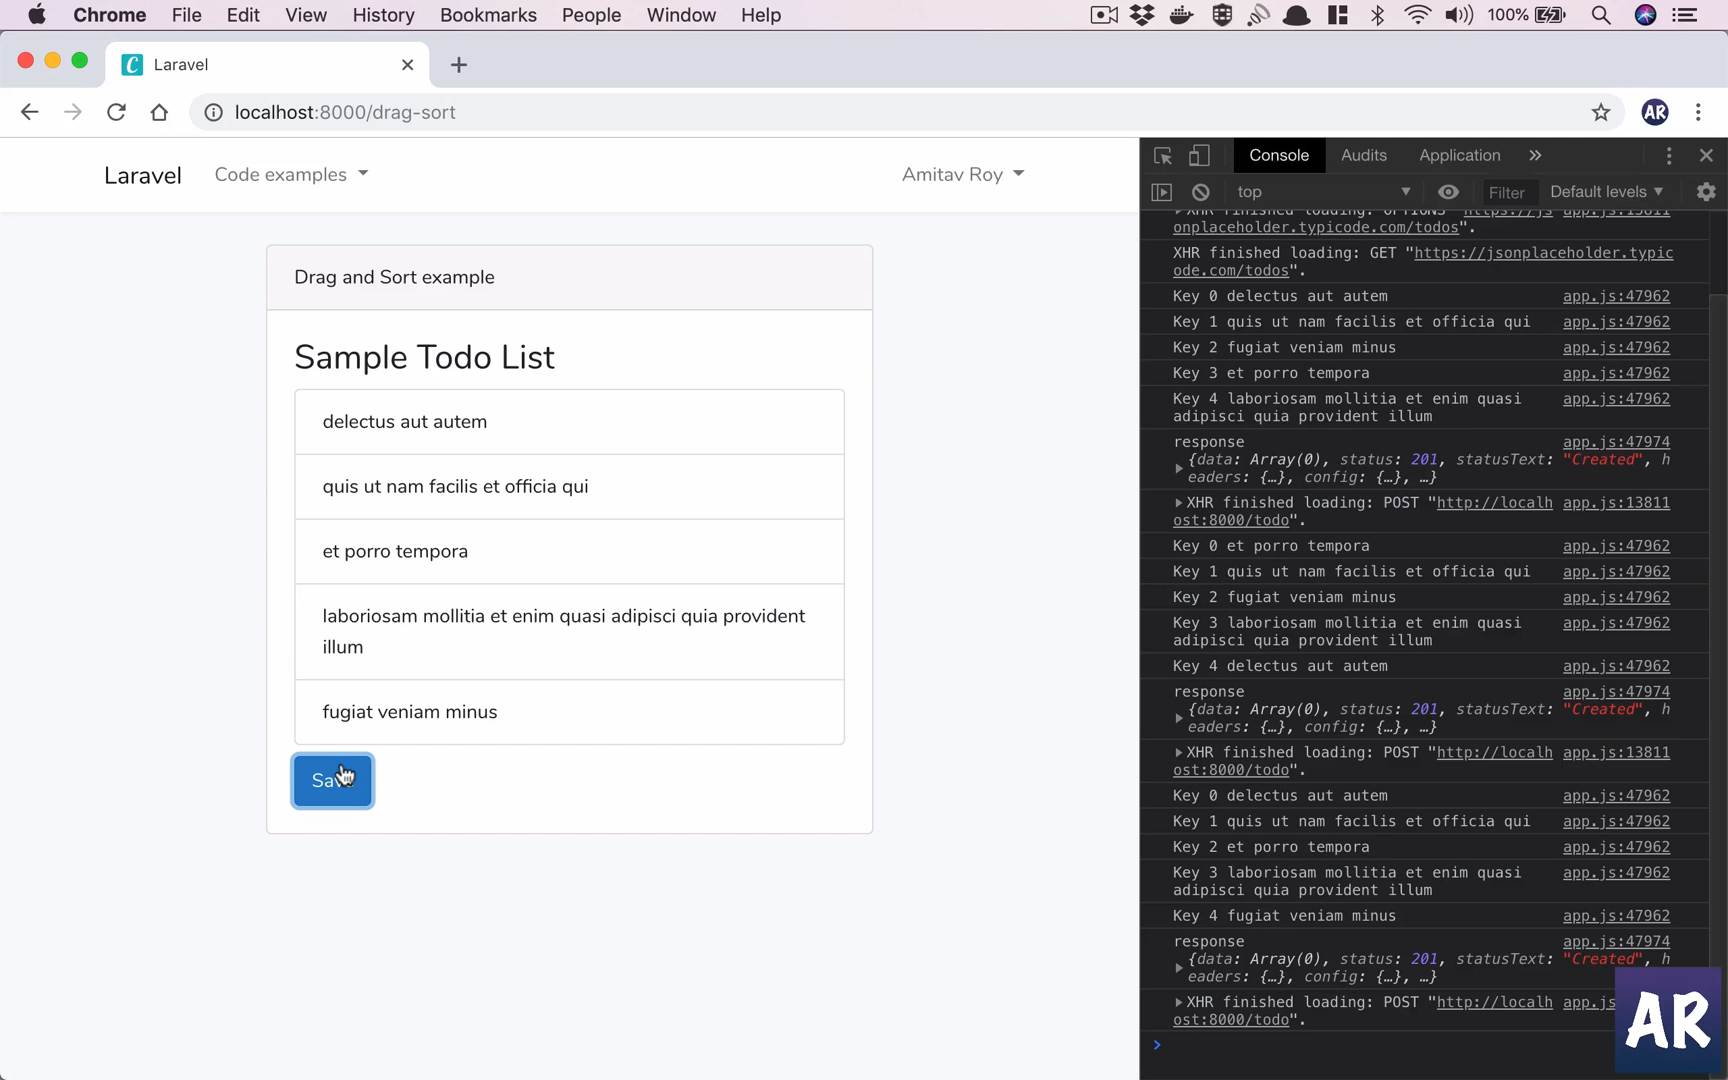 Chrome File Edit View History Bookmarks People Window Help 100%
Laravel
localhost:8000/drag-sort AR
Laravel Code examples Amitav Roy
Drag and Sort example
Sample Todo List
delectus aut autem
quis ut nam facilis et officia qui
et porro tempora
laboriosam mollitia et enim quasi adipisci quia provident
illum
fugiat veniam minus
Save
Console Audits Application »
top Filter Default levels
XHR finished loading: OPTIONS "https://js app.js:13811
onplaceholder.typicode.com/todos".
XHR finished loading: GET "https://jsonplaceholder.typic
ode.com/todos".
Key 0 delectus aut autem app.js:47962
Key 1 quis ut nam facilis et officia qui app.js:47962
Key 2 fugiat veniam minus app.js:47962
Key 3 et porro tempora app.js:47962
Key 4 laboriosam mollitia et enim quasi app.js:47962
adipisci quia provident illum
response app.js:47974
{data: Array(0), status: 201, statusText: "Created", h
eaders: {…}, config: {…}, …}
XHR finished loading: POST "http://localh app.js:13811
ost:8000/todo".
Key 0 et porro tempora app.js:47962
Key 1 quis ut nam facilis et officia qui app.js:47962
Key 2 fugiat veniam minus app.js:47962
Key 3 laboriosam mollitia et enim quasi app.js:47962
adipisci quia provident illum
Key 4 delectus aut autem app.js:47962
response app.js:47974
{data: Array(0), status: 201, statusText: "Created", h
eaders: {…}, config: {…}, …}
XHR finished loading: POST "http://localh app.js:13811
ost:8000/todo".
Key 0 delectus aut autem app.js:47962
Key 1 quis ut nam facilis et officia qui app.js:47962
Key 2 et porro tempora app.js:47962
Key 3 laboriosam mollitia et enim quasi app.js:47962
adipisci quia provident illum
Key 4 fugiat veniam minus app.js:47962
response app.js:47974
{data: Array(0), status: 201, statusText: "Created", h
eaders: {…}, config: {…}, …}
XHR finished loading: POST "http://localh app.js
ost:8000/todo".
AR